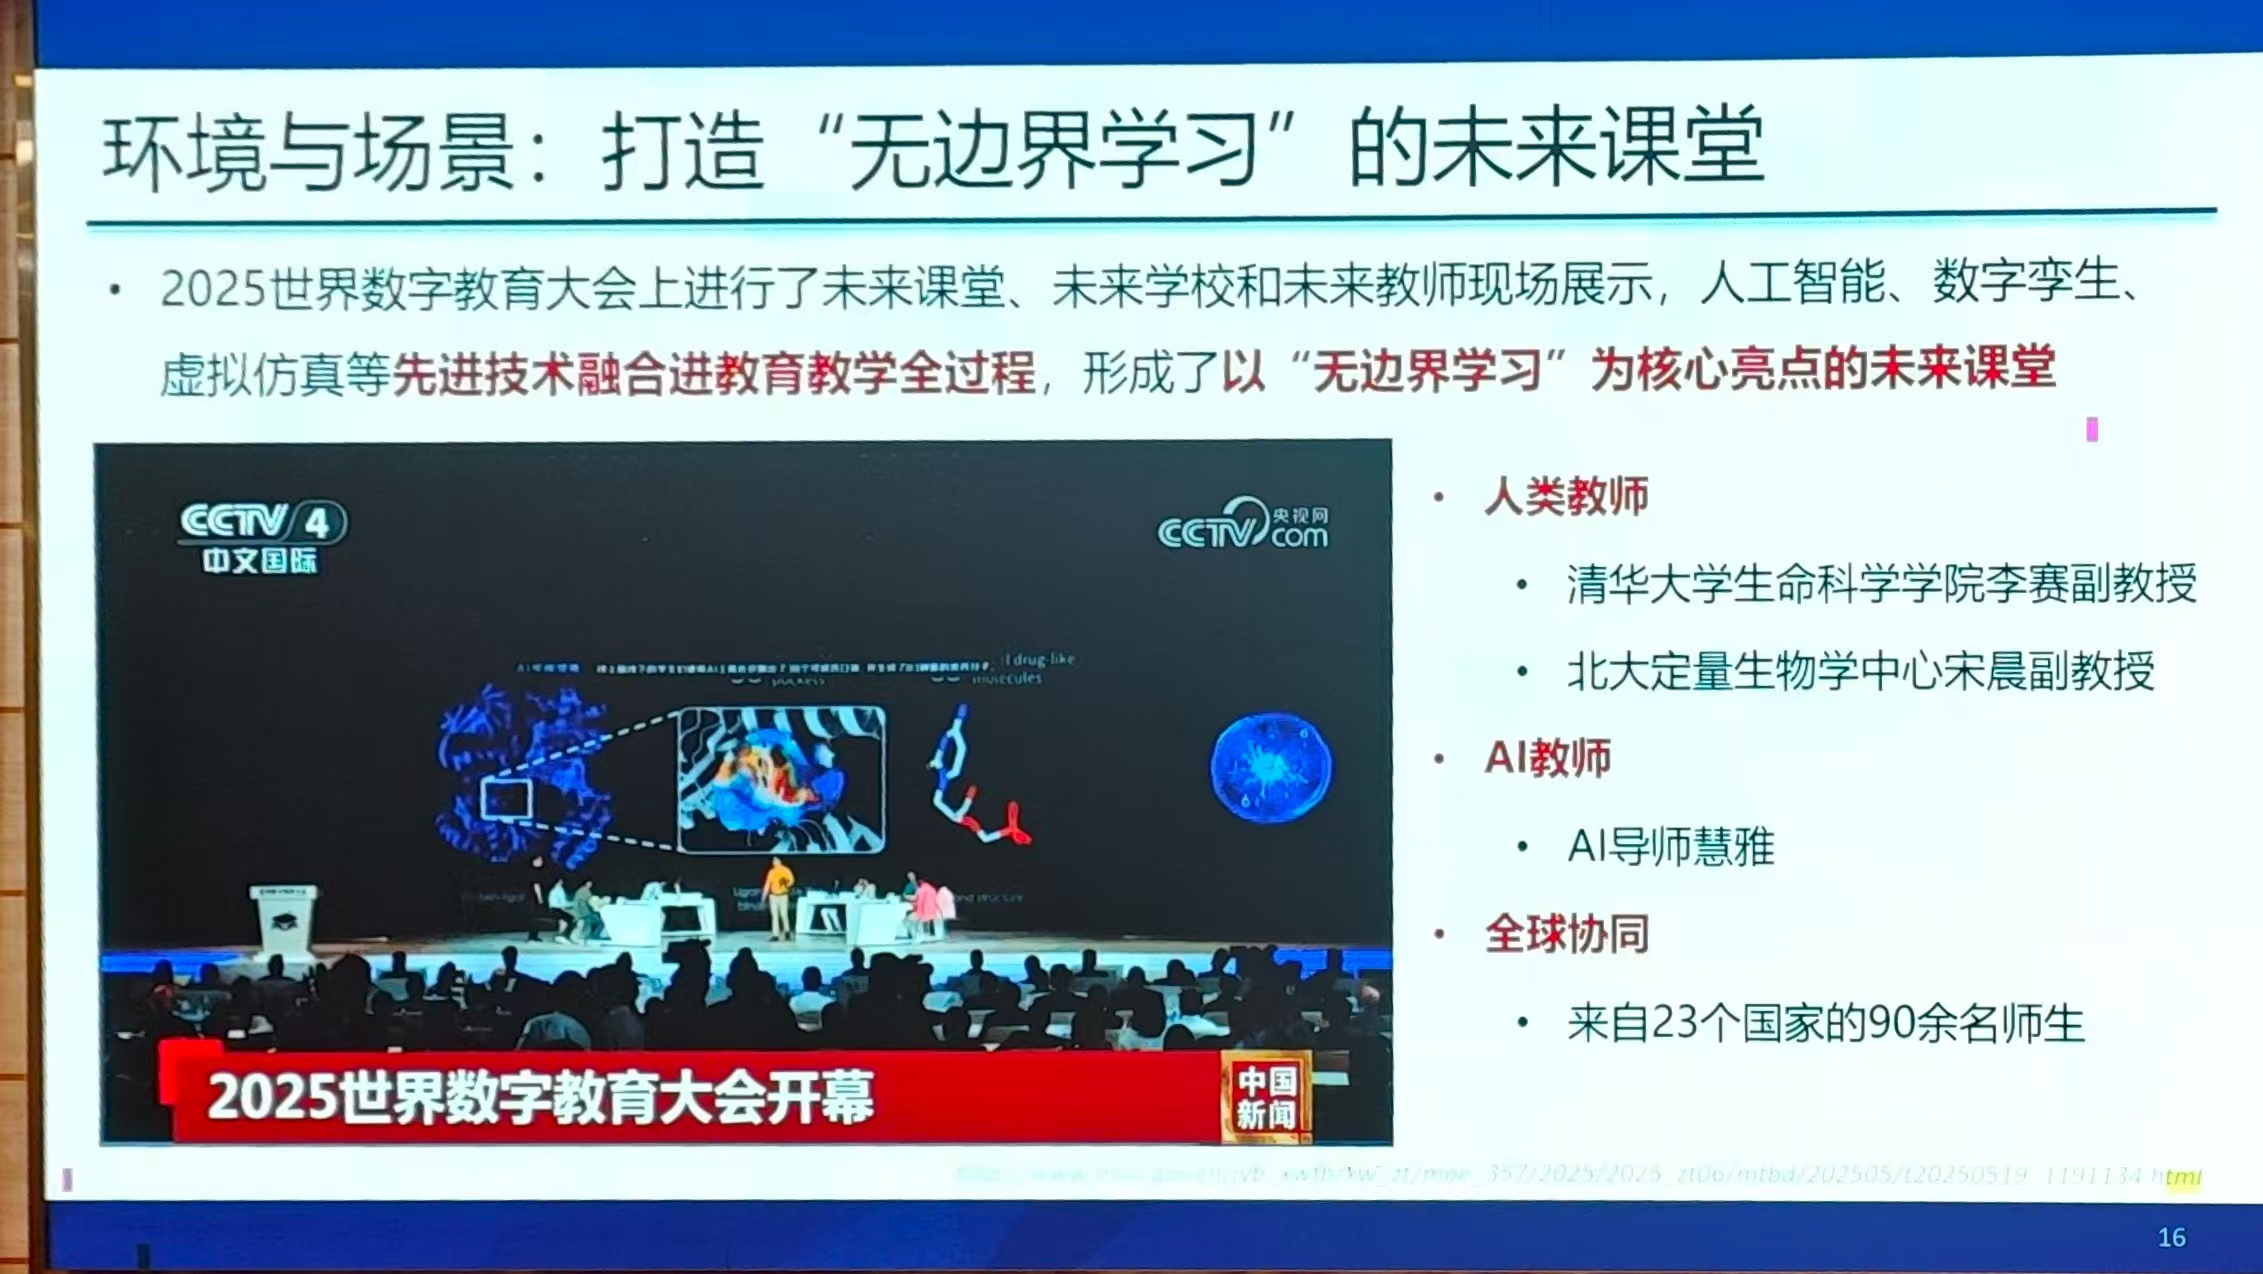 环境与场景：打造“无边界学习”的未来课堂
• 2025世界数字教育大会上进行了未来课堂、未来学校和未来教师现场展示，人工智能、数字孪生、
虚拟仿真等先进技术融合进教育教学全过程，形成了以“无边界学习”为核心亮点的未来课堂
CCTV 4
中文国际
央视网
CCTV.com
drug-like
pockets
molecules
2025世界数字教育大会开幕
中国
新闻
• 人类教师
• 清华大学生命科学学院李赛副教授
• 北大定量生物学中心宋晨副教授
• AI教师
• AI导师慧雅
• 全球协同
• 来自23个国家的90余名师生
zt/moe_357/2025/2025_zt06/mtbd/202505/t20250519_1191134.html
16